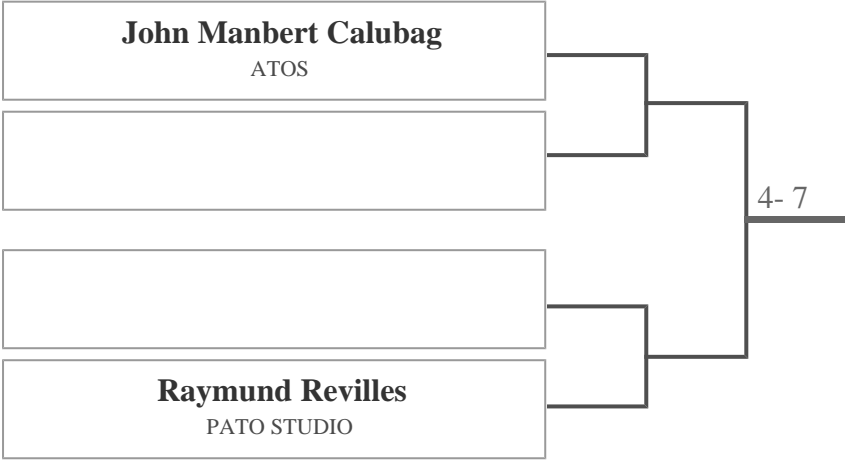 John Manbert Calubag
ATOS
4- 7
Raymund Revilles
PATO STUDIO